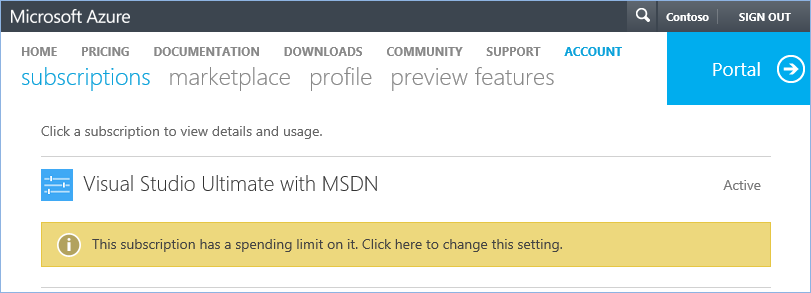 Microsoft Azure Contoso SIGN OUT
HOME PRICING DOCUMENTATION DOWNLOADS COMMUNITY SUPPORT ACCOUNT
subscriptions marketplace profile preview features
Portal
Click a subscription to view details and usage.
Visual Studio Ultimate with MSDN Active
This subscription has a spending limit on it. Click here to change this setting.